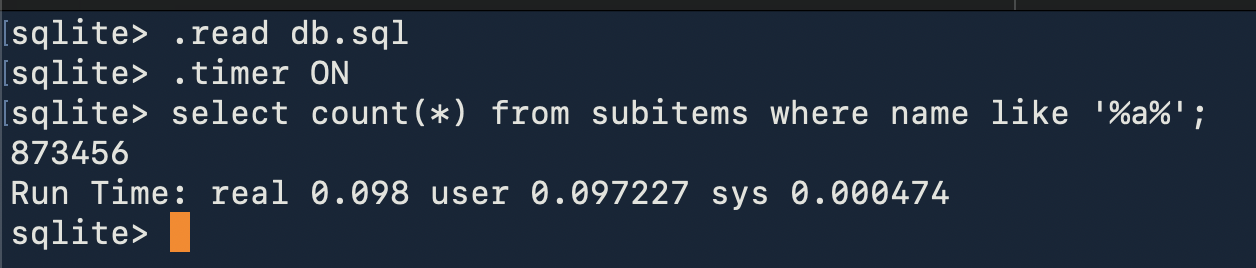 [sqlite> .read db.sql
[sqlite> .timer ON
[sqlite> select count(*) from subitems where name like '%a%';
873456
Run Time: real 0.098 user 0.097227 sys 0.000474
sqlite>